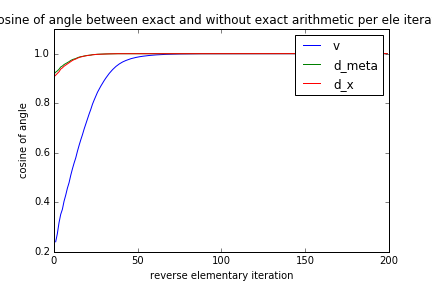 osine of angle between exact and without exact arithmetic per ele itera
v
d_meta
d_x
cosine of angle
1.0
0.8
0.6
0.4
0.2
0
50
100
150
200
reverse elementary iteration